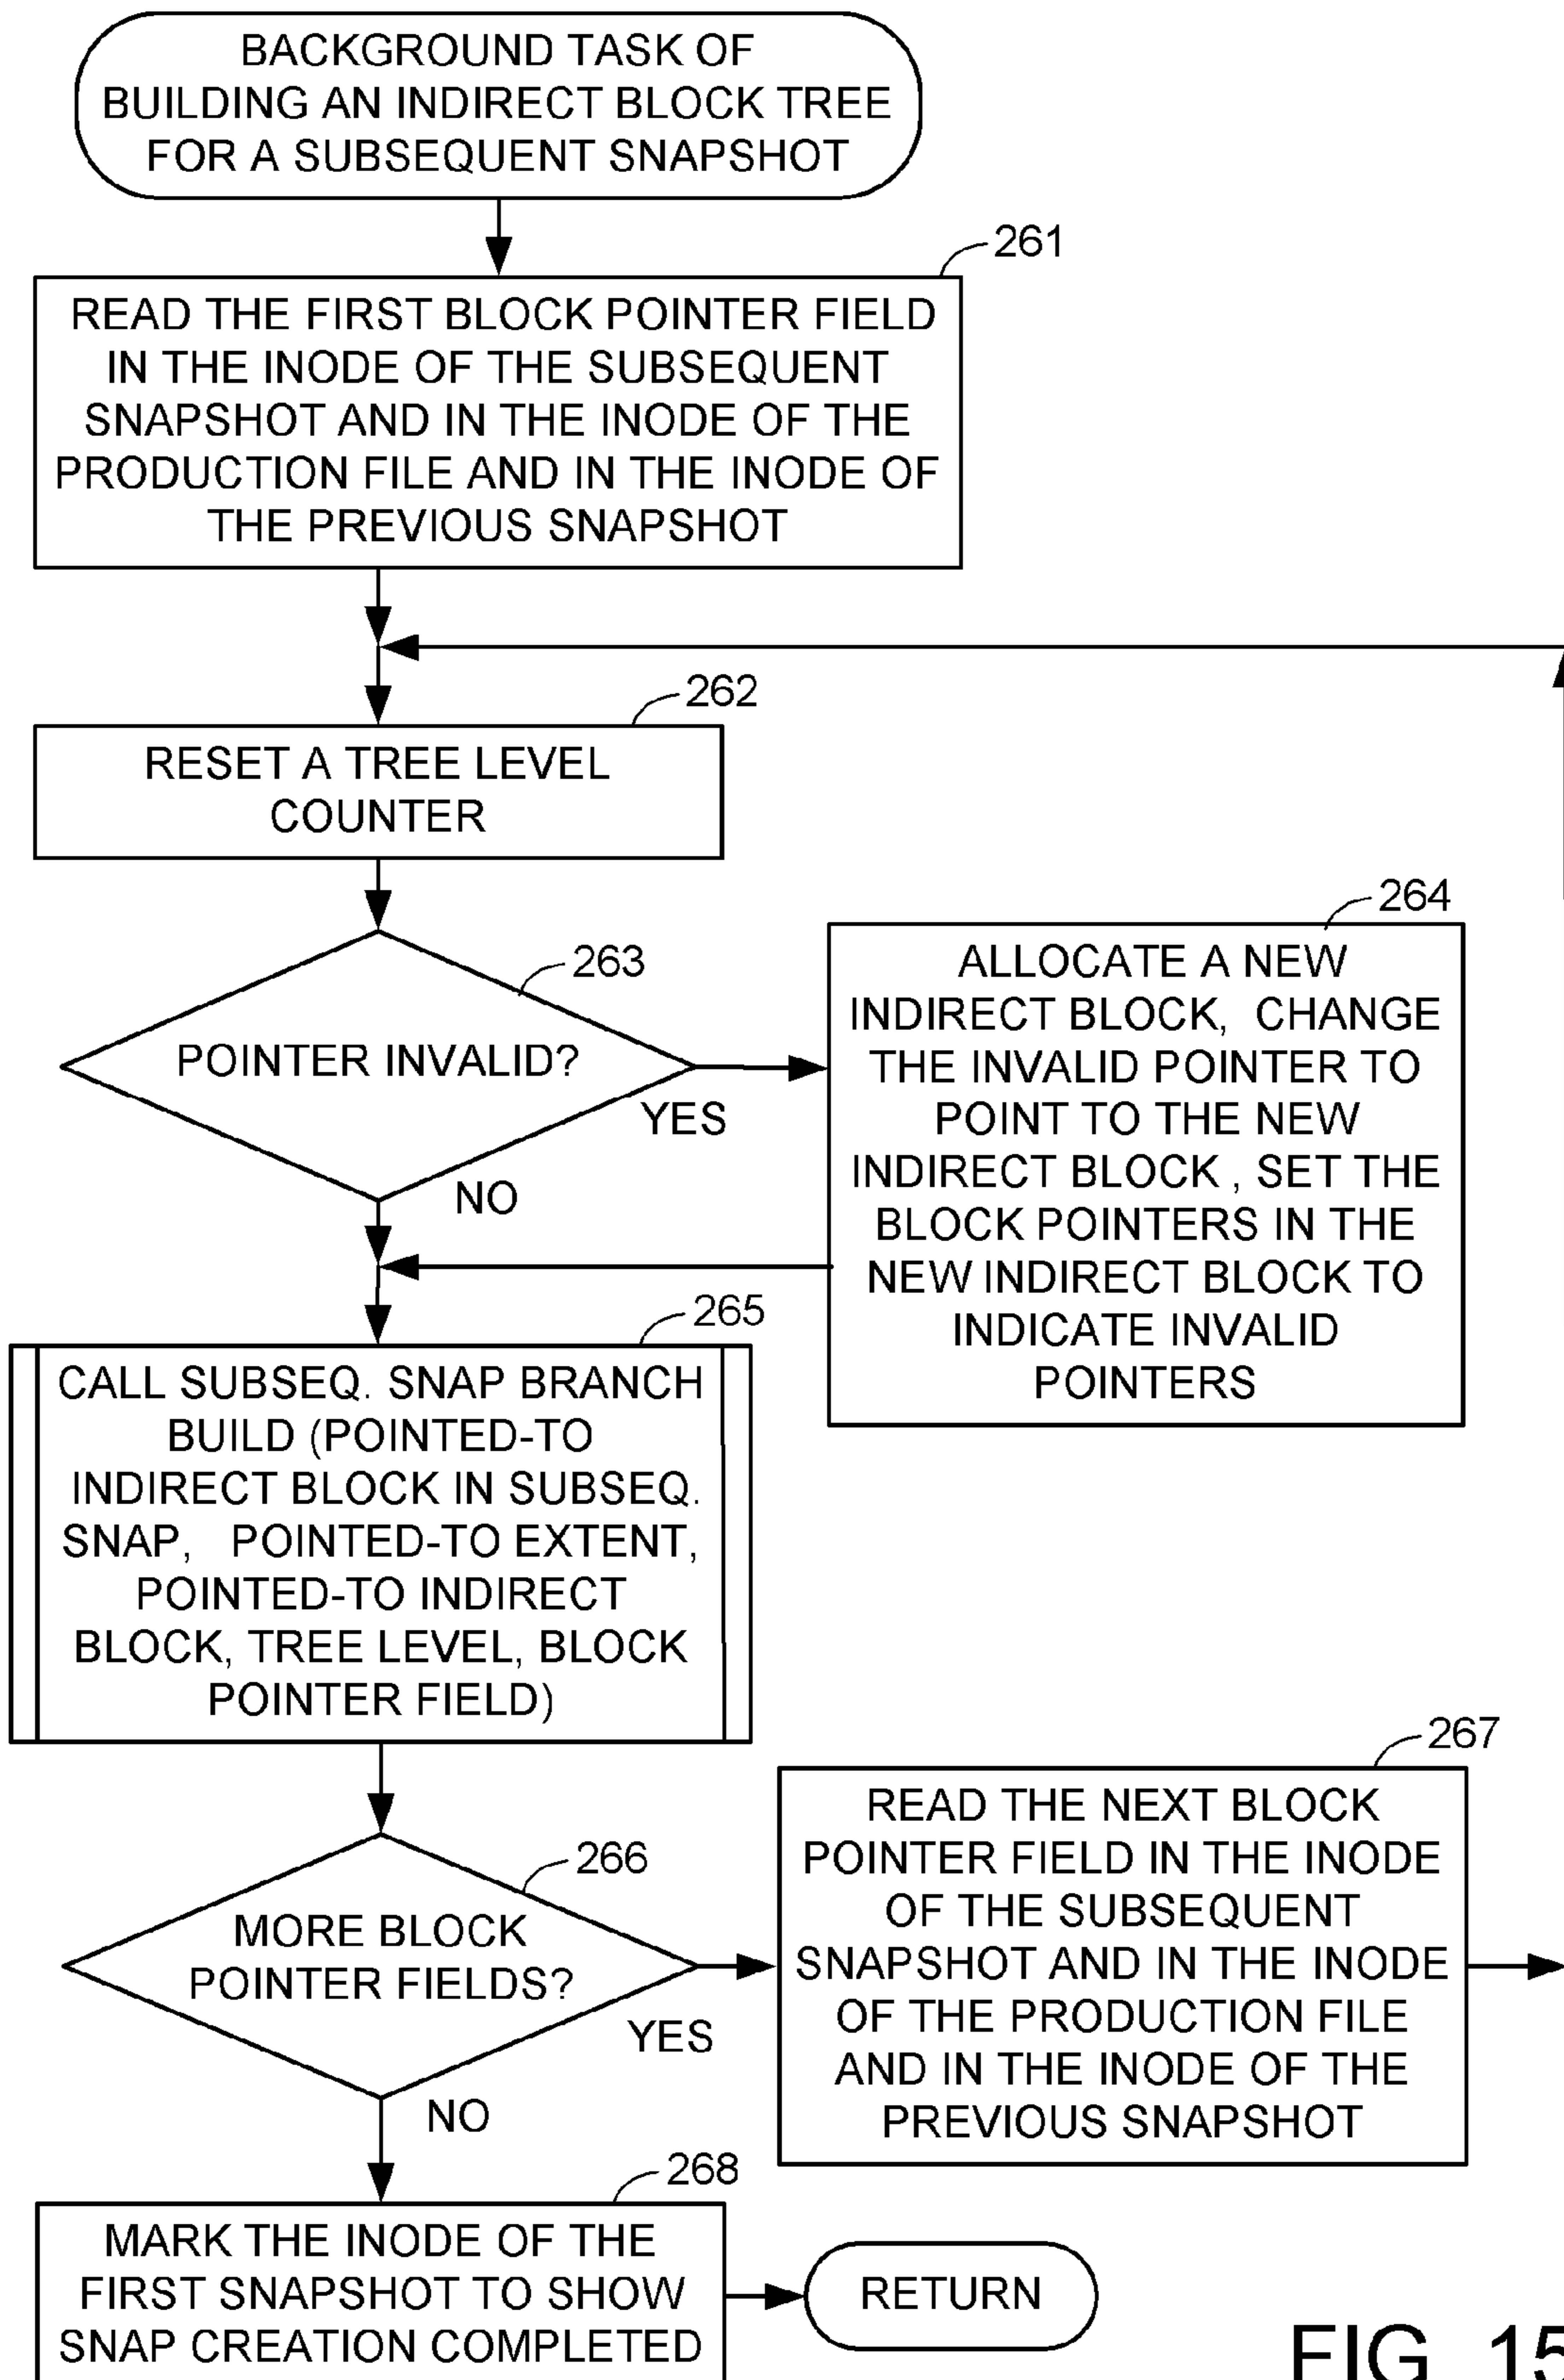 BACKGROUND TASK OF
BUILDING AN INDIRECT BLOCK TREE
FOR A SUBSEQUENT SNAPSHOT
261
READ THE FIRST BLOCK POINTER FIELD
IN THE INODE OF THE SUBSEQUENT
SNAPSHOT AND IN THE INODE OF THE
PRODUCTION FILE AND IN THE INODE OF
THE PREVIOUS SNAPSHOT
262
RESET A TREE LEVEL
COUNTER
263
POINTER INVALID?
YES
NO
264
ALLOCATE A NEW
INDIRECT BLOCK, CHANGE
THE INVALID POINTER TO
POINT TO THE NEW
INDIRECT BLOCK , SET THE
BLOCK POINTERS IN THE
NEW INDIRECT BLOCK TO
INDICATE INVALID
POINTERS
265
CALL SUBSEQ. SNAP BRANCH
BUILD (POINTED-TO
INDIRECT BLOCK IN SUBSEQ.
SNAP, POINTED-TO EXTENT,
POINTED-TO INDIRECT
BLOCK, TREE LEVEL, BLOCK
POINTER FIELD)
266
MORE BLOCK
POINTER FIELDS?
YES
NO
267
READ THE NEXT BLOCK
POINTER FIELD IN THE INODE
OF THE SUBSEQUENT
SNAPSHOT AND IN THE INODE
OF THE PRODUCTION FILE
AND IN THE INODE OF THE
PREVIOUS SNAPSHOT
268
MARK THE INODE OF THE
FIRST SNAPSHOT TO SHOW
SNAP CREATION COMPLETED
RETURN
FIG. 15